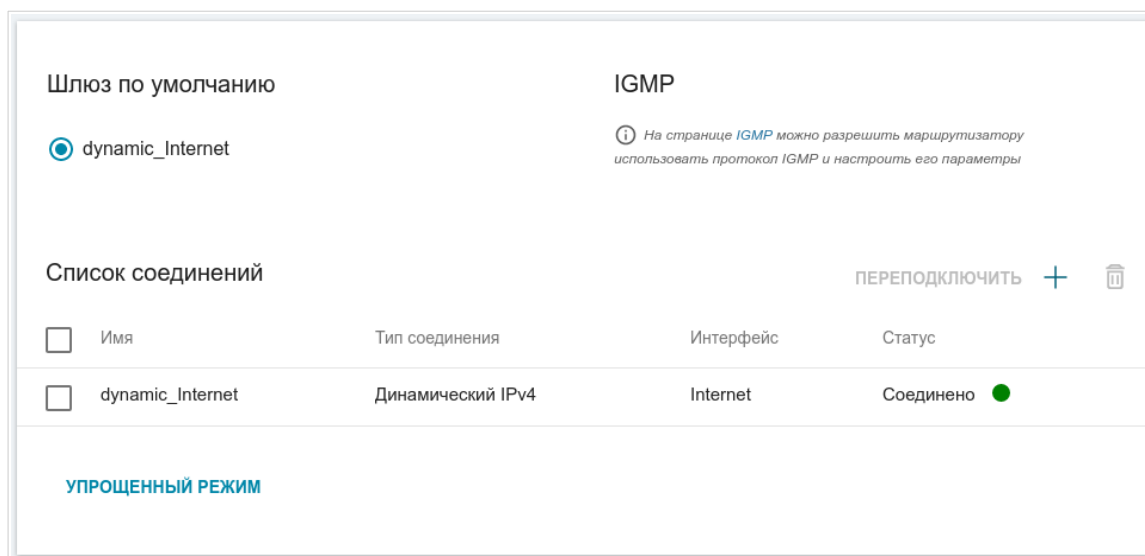 Шлюз по умолчанию
IGMP
dynamic_Internet
На странице IGMP можно разрешить маршрутизатору
использовать протокол IGMP и настроить его параметры
Список соединений
ПЕРЕПОДКЛЮЧИТЬ
Имя Тип соединения Интерфейс Статус
dynamic_Internet Динамический IPv4 Internet Соединено
УПРОЩЕННЫЙ РЕЖИМ